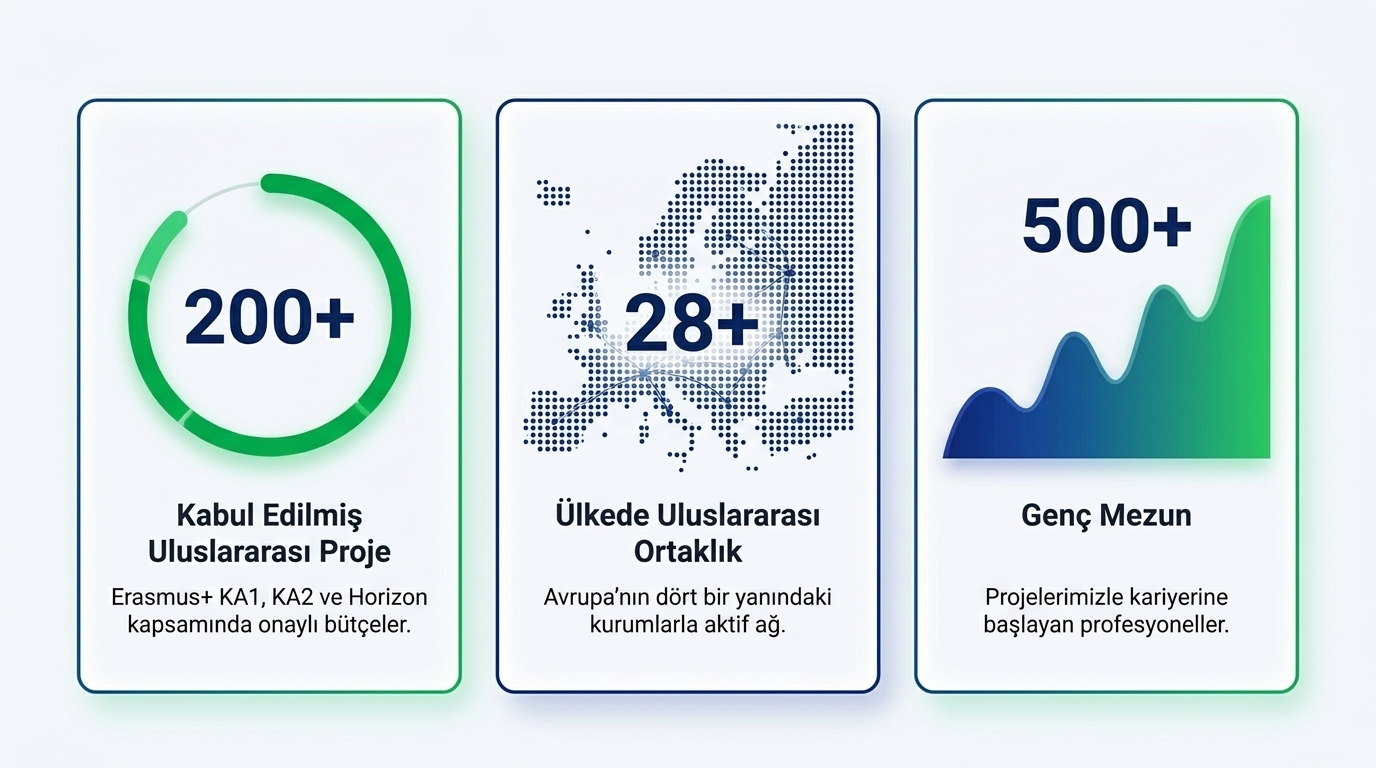 200+
Kabul Edilmiş
Uluslararası Proje
Erasmus+ KA1, KA2 ve Horizon
kapsamında onaylı bütçeler.
28+
Ülkede Uluslararası
Ortaklık
Avrupa’nın dört bir yanındaki
kurumlarla aktif ağ.
500+
Genç Mezun
Projelerimizle kariyerine
başlayan profesyoneller.